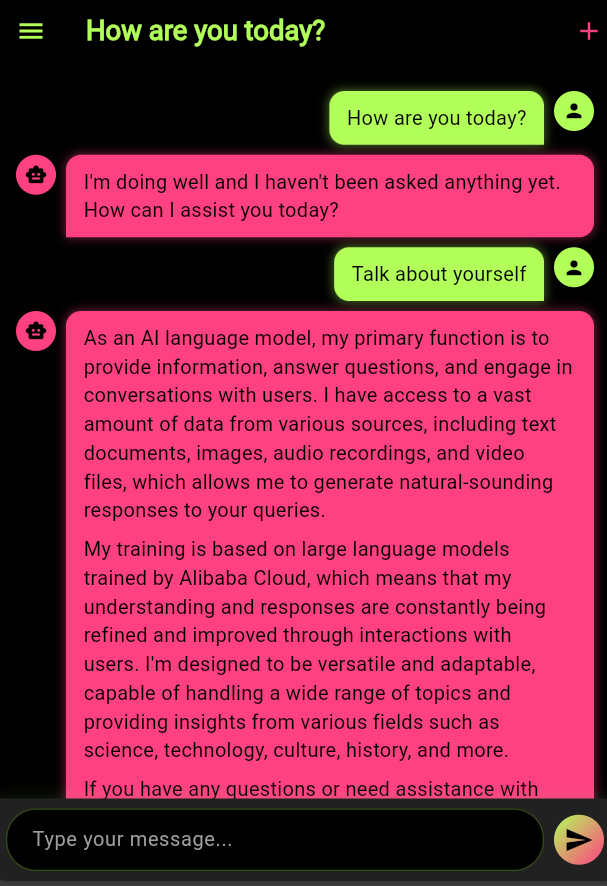 How are you today?
How are you today?
I'm doing well and I haven't been asked anything yet.
How can I assist you today?
Talk about yourself
As an AI language model, my primary function is to
provide information, answer questions, and engage in
conversations with users. I have access to a vast
amount of data from various sources, including text
documents, images, audio recordings, and video
files, which allows me to generate natural-sounding
responses to your queries.
My training is based on large language models
trained by Alibaba Cloud, which means that my
understanding and responses are constantly being
refined and improved through interactions with
users. I'm designed to be versatile and adaptable,
capable of handling a wide range of topics and
providing insights from various fields such as
science, technology, culture, history, and more.
If you have any questions or need assistance with
Type your message...